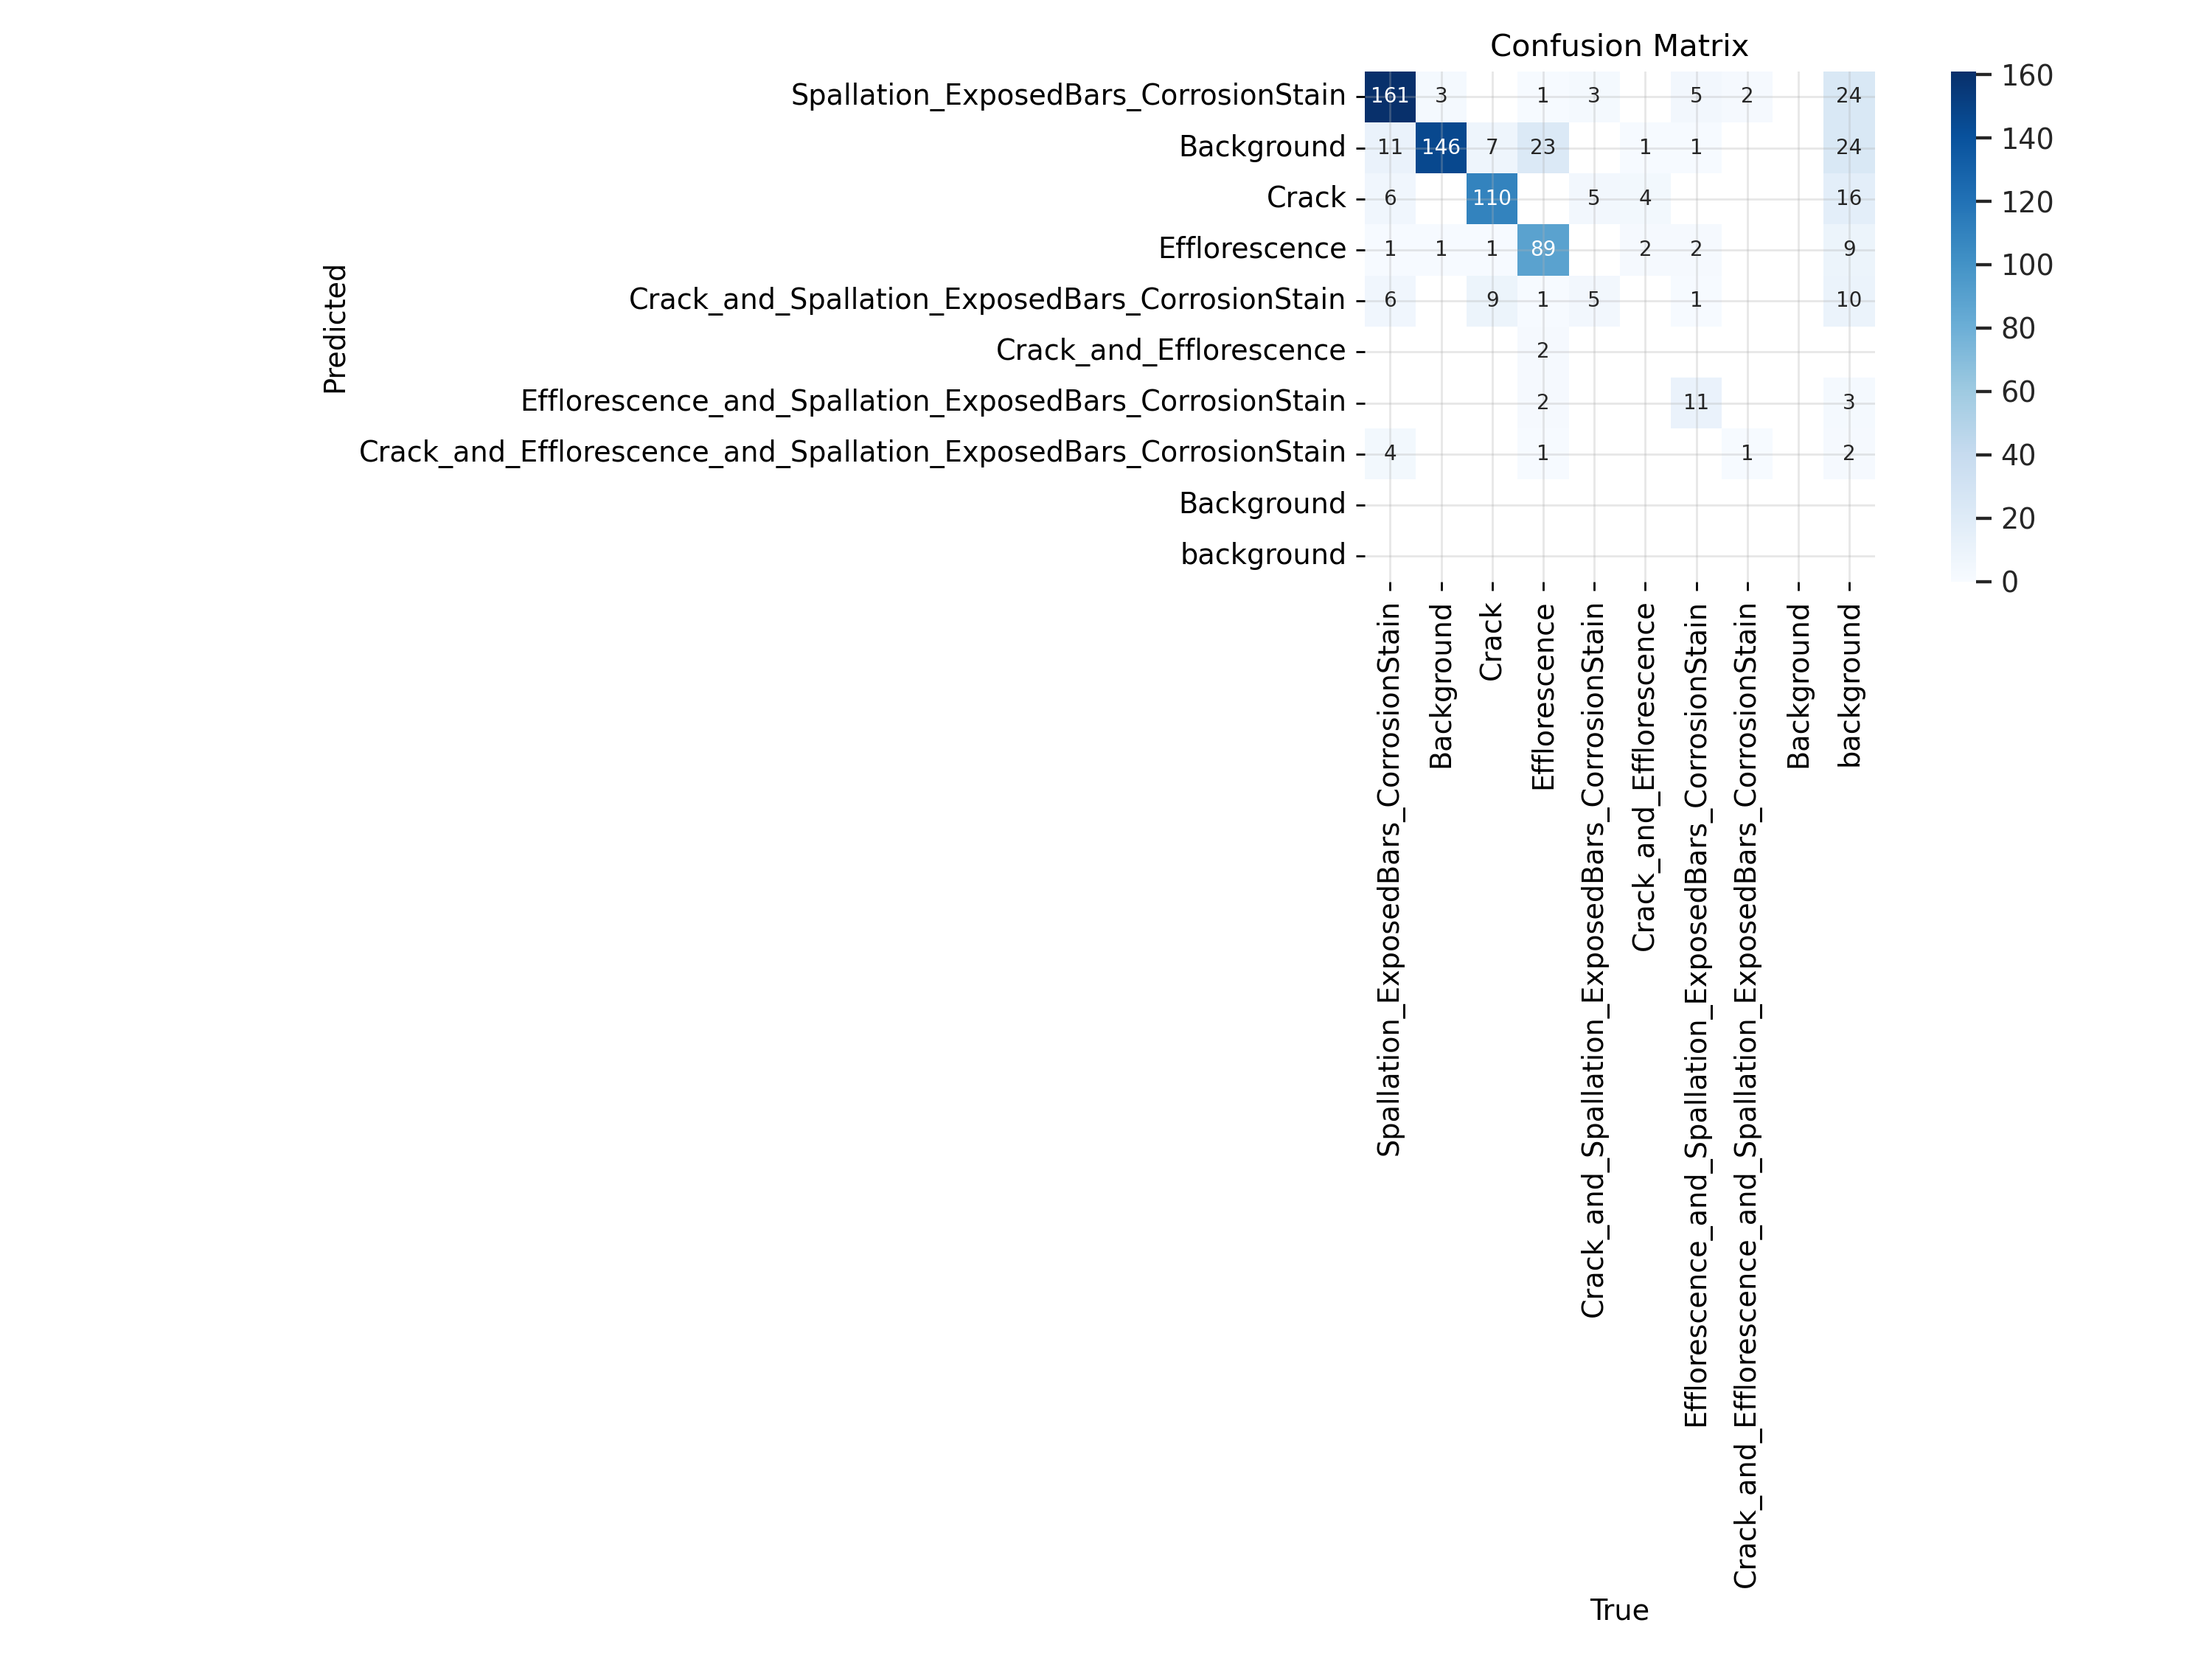 Confusion Matrix
Spallation_ExposedBars_CorrosionStain 161 3 1 3 5 2 24
Background 11 146 7 23 1 1 24
Crack 6 110 5 4 16
Efflorescence 1 1 1 89 2 2 9
Crack_and_Spallation_ExposedBars_CorrosionStain 6 9 1 5 1 10
Crack_and_Efflorescence 2
Efflorescence_and_Spallation_ExposedBars_CorrosionStain 2 11 3
Crack_and_Efflorescence_and_Spallation_ExposedBars_CorrosionStain 4 1 1 2
Background
background
Predicted
Spallation_ExposedBars_CorrosionStain
Background
Crack
Efflorescence
Crack_and_Spallation_ExposedBars_CorrosionStain
Crack_and_Efflorescence
Efflorescence_and_Spallation_ExposedBars_CorrosionStain
Crack_and_Efflorescence_and_Spallation_ExposedBars_CorrosionStain
Background
background
True
160
140
120
100
80
60
40
20
0